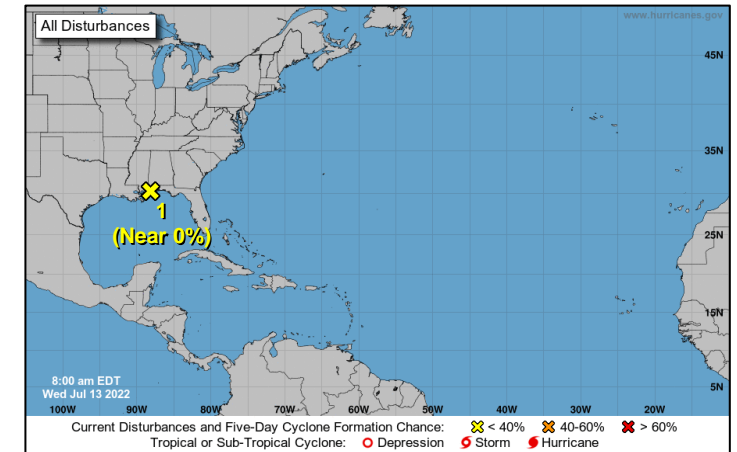 All Disturbances
www.hurricanes.gov
45N
35N
1
(Near 0%)
25N
15N
8:00 am EDT
Wed Jul 13 2022
5N
100W 90W 80W 70W 60W 50W 40W 30W 20W
Current Disturbances and Five-Day Cyclone Formation Chance: < 40% 40-60% > 60%
Tropical or Sub-Tropical Cyclone: Depression Storm Hurricane